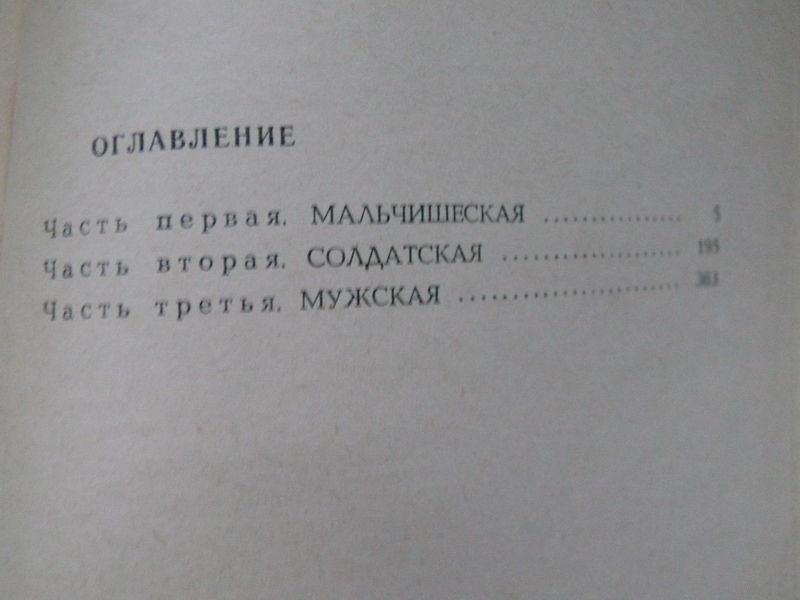 ОГЛАВЛЕНИЕ
Часть первая. МАЛЬЧИШЕСКАЯ ................ 5
Часть вторая. СОЛДАТСКАЯ .................... 195
Часть третья. МУЖСКАЯ .........................